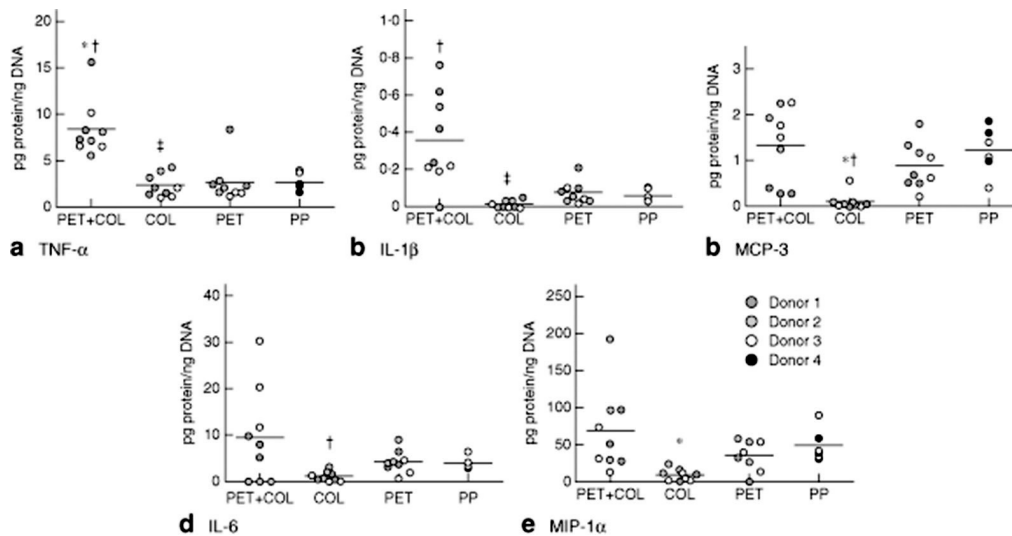 20
15
10
5
0
pg protein/ng DNA
* †
‡
PET+COL COL PET PP
a TNF-α
1·0
0·8
0·6
0·4
0·2
0
pg protein/ng DNA
†
‡
PET+COL COL PET PP
b IL-1β
3
2
1
0
pg protein/ng DNA
*†
PET+COL COL PET PP
b MCP-3
40
30
20
10
0
pg protein/ng DNA
†
PET+COL COL PET PP
d IL-6
250
200
150
100
50
0
pg protein/ng DNA
*
Donor 1
Donor 2
Donor 3
Donor 4
PET+COL COL PET PP
e MIP-1α